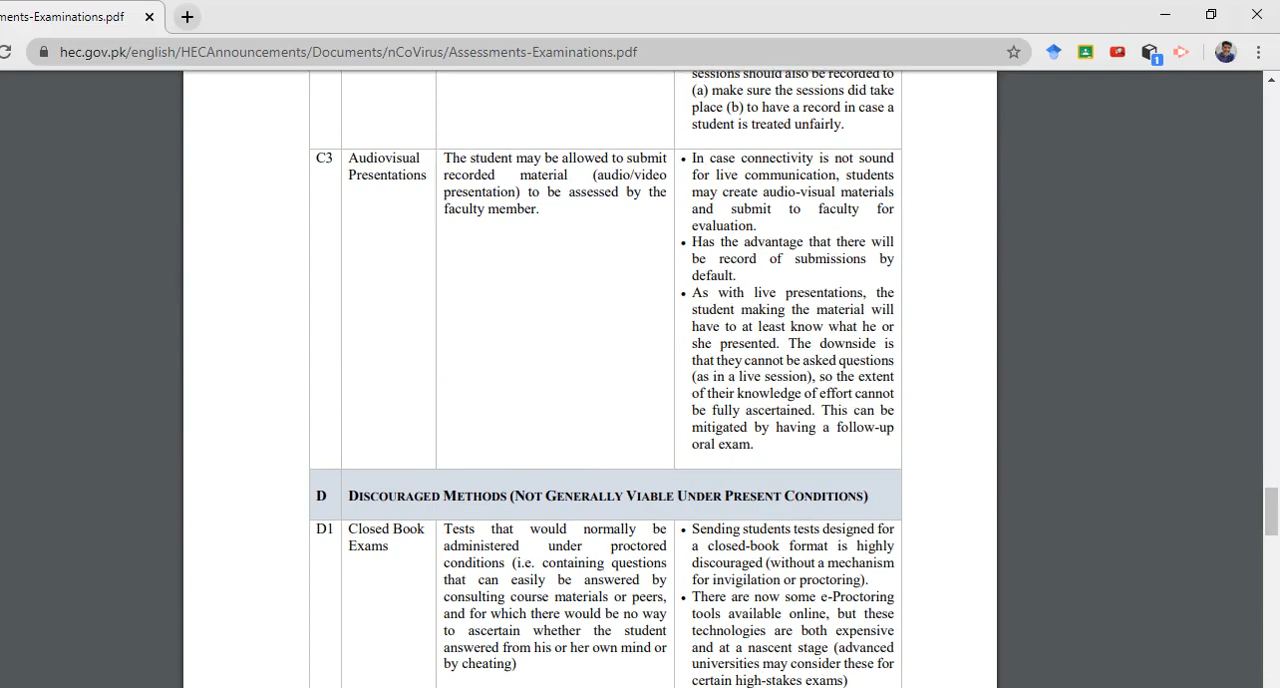 ments-Examinations.pdf
hec.gov.pk/english/HECAnnouncements/Documents/nCoVirus/Assessments-Examinations.pdf
1
sessions should also be recorded to
(a) make sure the sessions did take
place (b) to have a record in case a
student is treated unfairly.
C3
Audiovisual
Presentations
The student may be allowed to submit
recorded material (audio/video
presentation) to be assessed by the
faculty member.
• In case connectivity is not sound
for live communication, students
may create audio-visual materials
and submit to faculty for
evaluation.
• Has the advantage that there will
be record of submissions by
default.
• As with live presentations, the
student making the material will
have to at least know what he or
she presented. The downside is
that they cannot be asked questions
(as in a live session), so the extent
of their knowledge of effort cannot
be fully ascertained. This can be
mitigated by having a follow-up
oral exam.
D
DISCOURAGED METHODS (NOT GENERALLY VIABLE UNDER PRESENT CONDITIONS)
D1
Closed Book
Exams
Tests that would normally be
administered under proctored
conditions (i.e. containing questions
that can easily be answered by
consulting course materials or peers,
and for which there would be no way
to ascertain whether the student
answered from his or her own mind or
by cheating)
• Sending students tests designed for
a closed-book format is highly
discouraged (without a mechanism
for invigilation or proctoring).
• There are now some e-Proctoring
tools available online, but these
technologies are both expensive
and at a nascent stage (advanced
universities may consider these for
certain high-stakes exams)